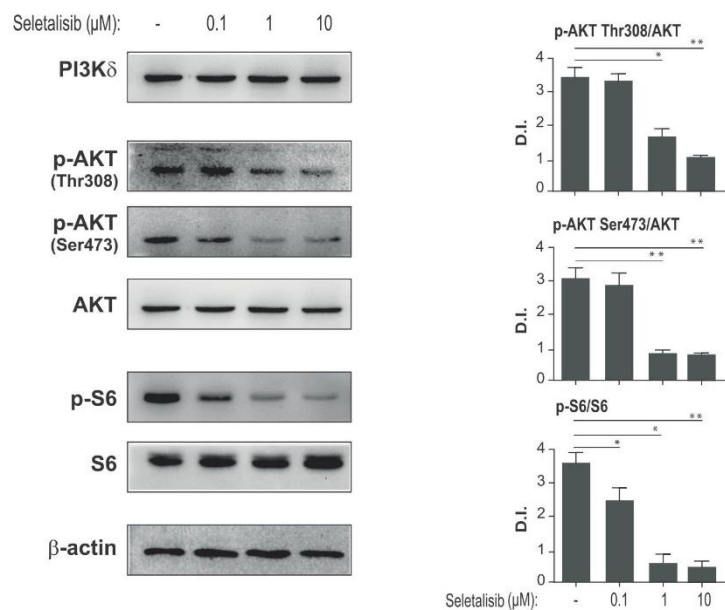 Seletalisib (μM): - 0.1 1 10
PI3Kδ
p-AKT
(Thr308)
p-AKT
(Ser473)
AKT
p-S6
S6
β-actin
p-AKT Thr308/AKT
**
*
4
3
2
1
0
D.I.
p-AKT Ser473/AKT
**
**
4
3
2
1
0
D.I.
p-S6/S6
**
*
*
4
3
2
1
0
D.I.
Seletalisib (μM): - 0.1 1 10